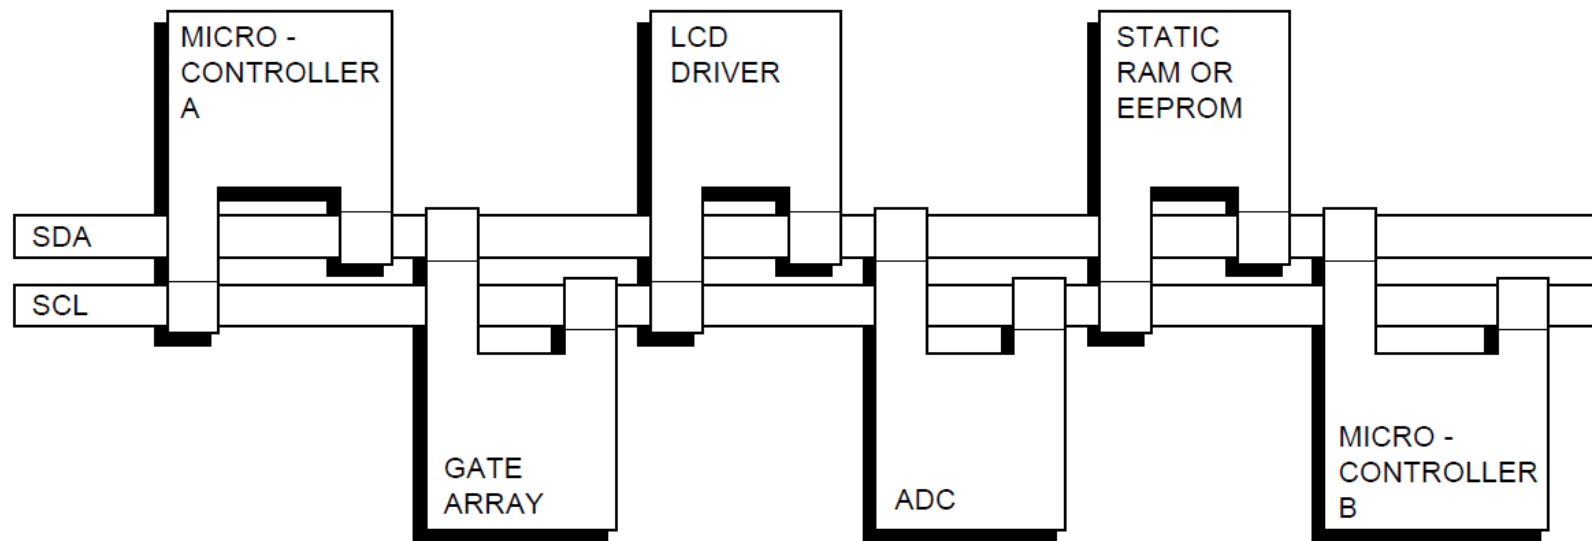 MICRO -
CONTROLLER
A
LCD
DRIVER
STATIC
RAM OR
EEPROM
SDA
SCL
GATE
ARRAY
ADC
MICRO -
CONTROLLER
B